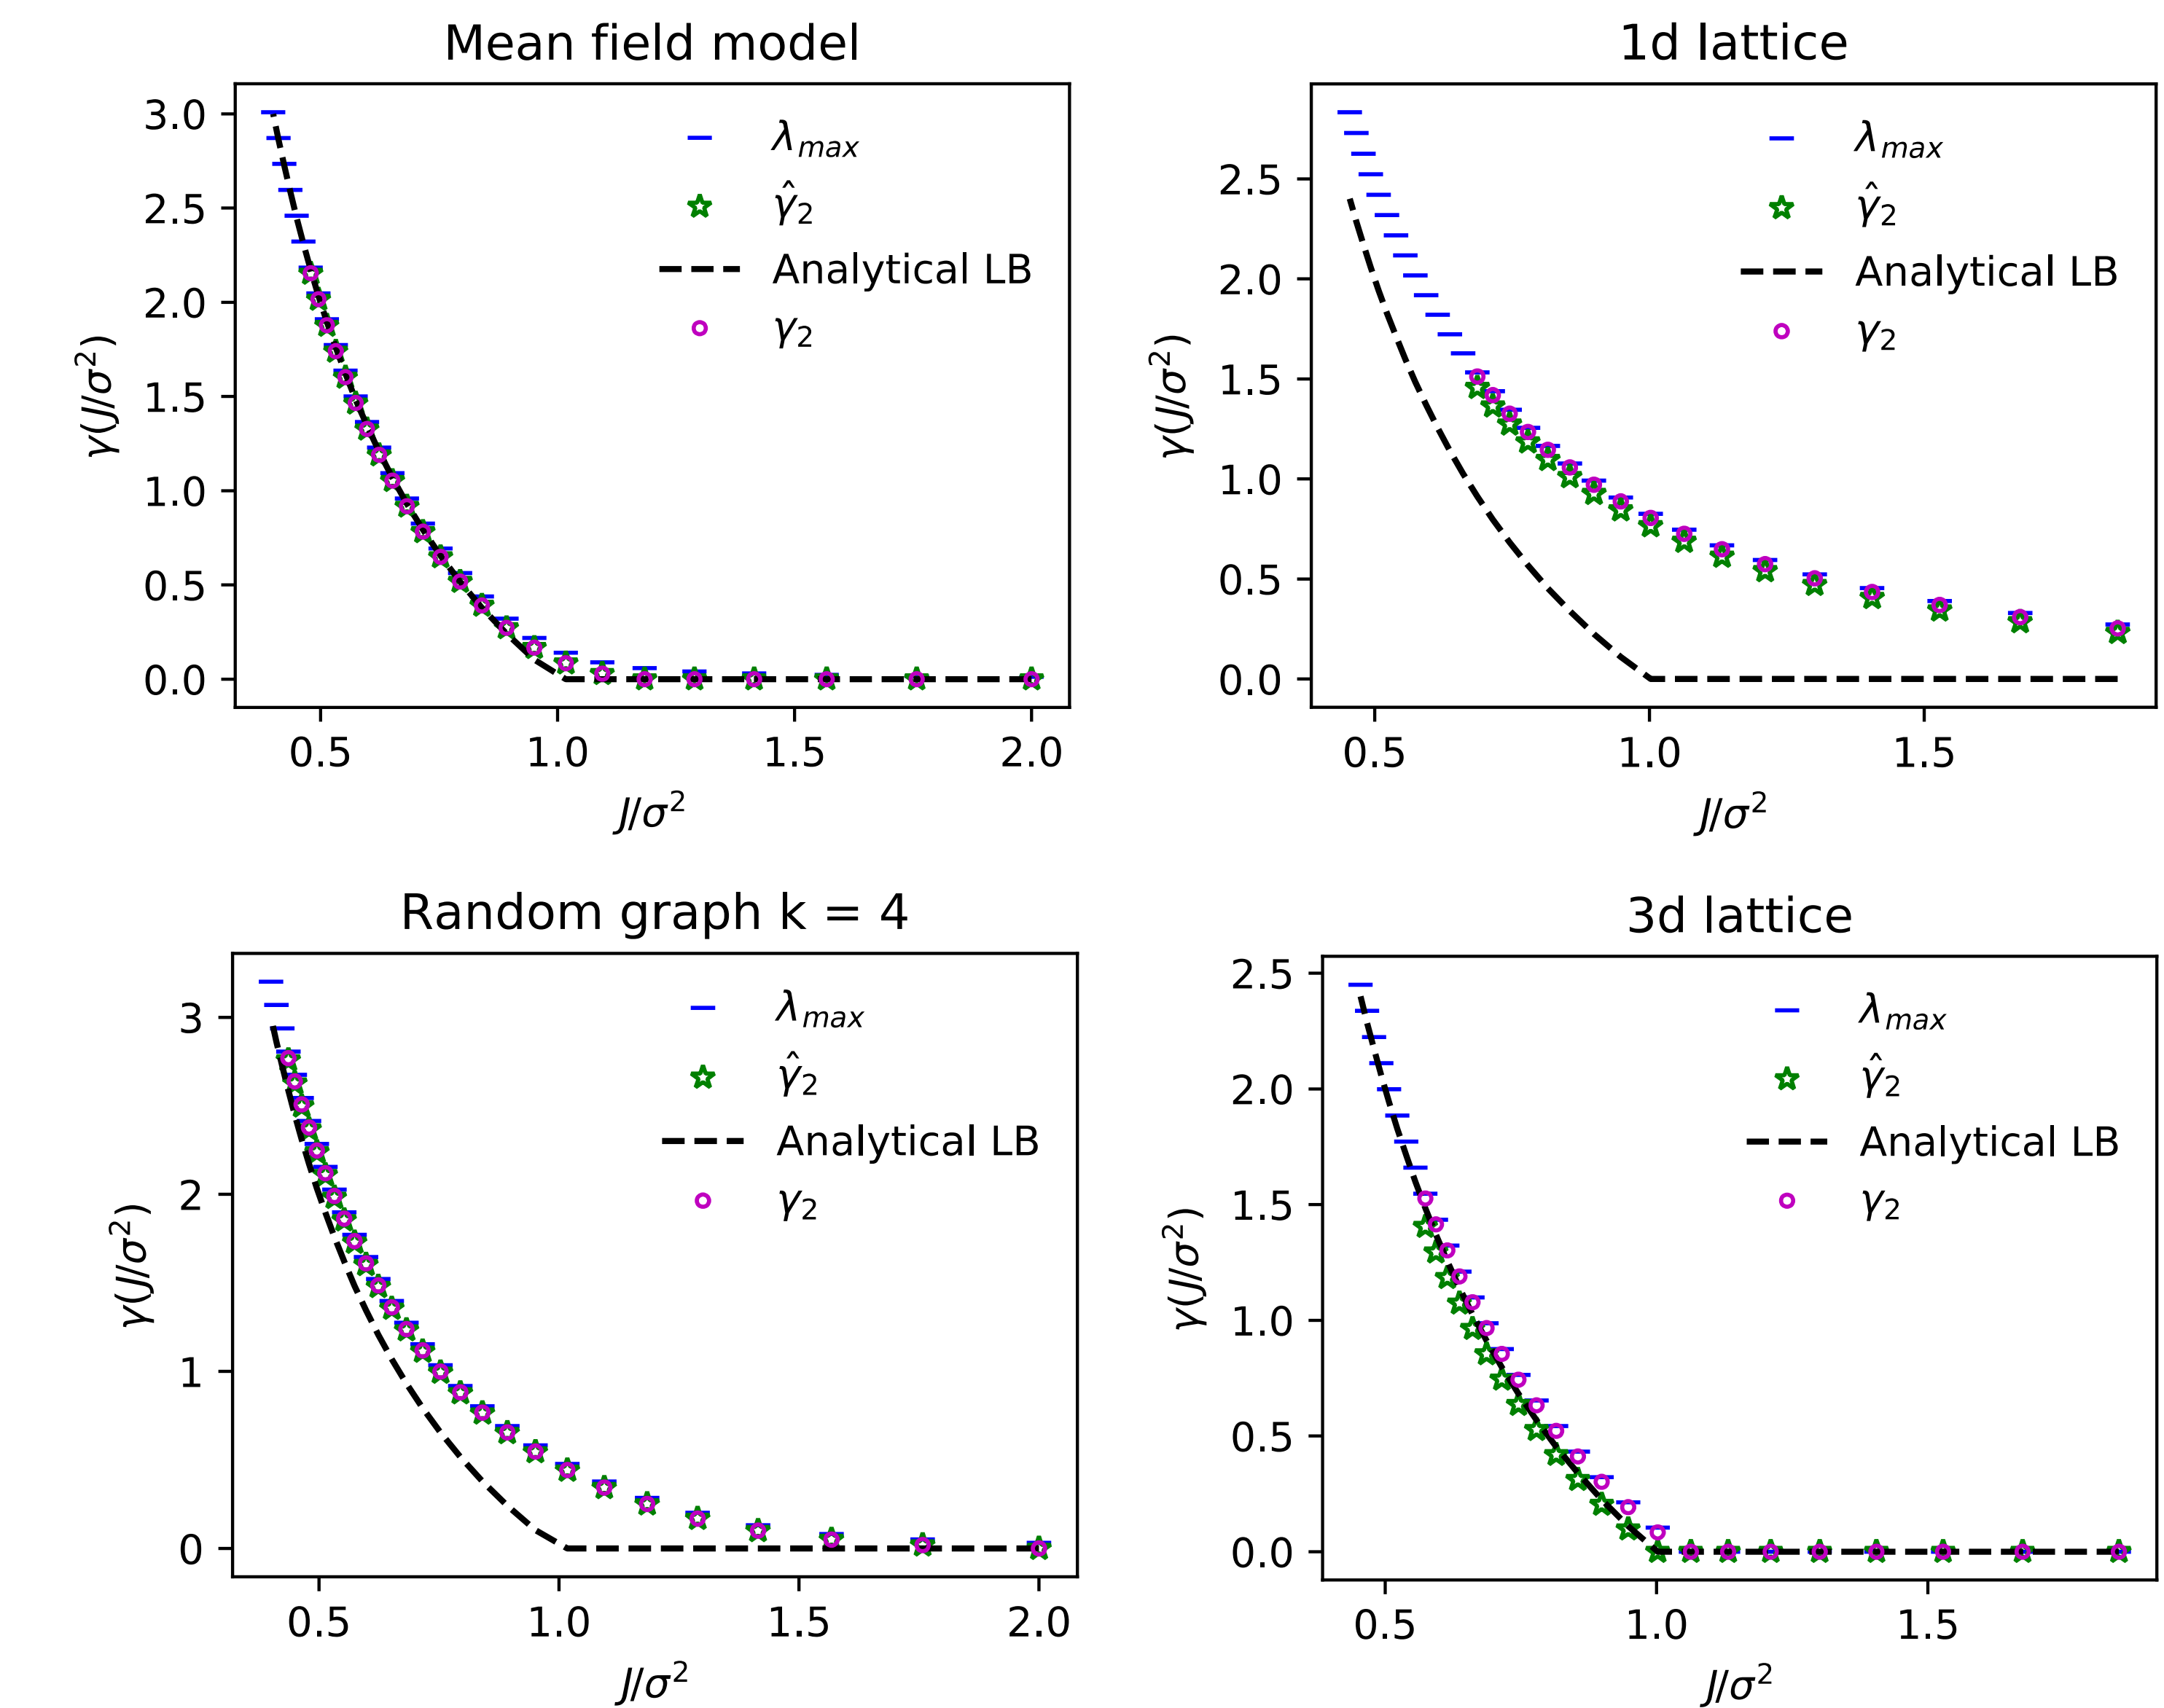 Mean field model
3.0
2.5
2.0
1.5
1.0
0.5
0.0
γ(J/σ²)
0.5 1.0 1.5 2.0
J/σ²
λmax
γ̂₂
Analytical LB
γ₂
1d lattice
2.5
2.0
1.5
1.0
0.5
0.0
γ(J/σ²)
0.5 1.0 1.5
J/σ²
λmax
γ̂₂
Analytical LB
γ₂
Random graph k = 4
3
2
1
0
γ(J/σ²)
0.5 1.0 1.5 2.0
J/σ²
λmax
γ̂₂
Analytical LB
γ₂
3d lattice
2.5
2.0
1.5
1.0
0.5
0.0
γ(J/σ²)
0.5 1.0 1.5
J/σ²
λmax
γ̂₂
Analytical LB
γ₂